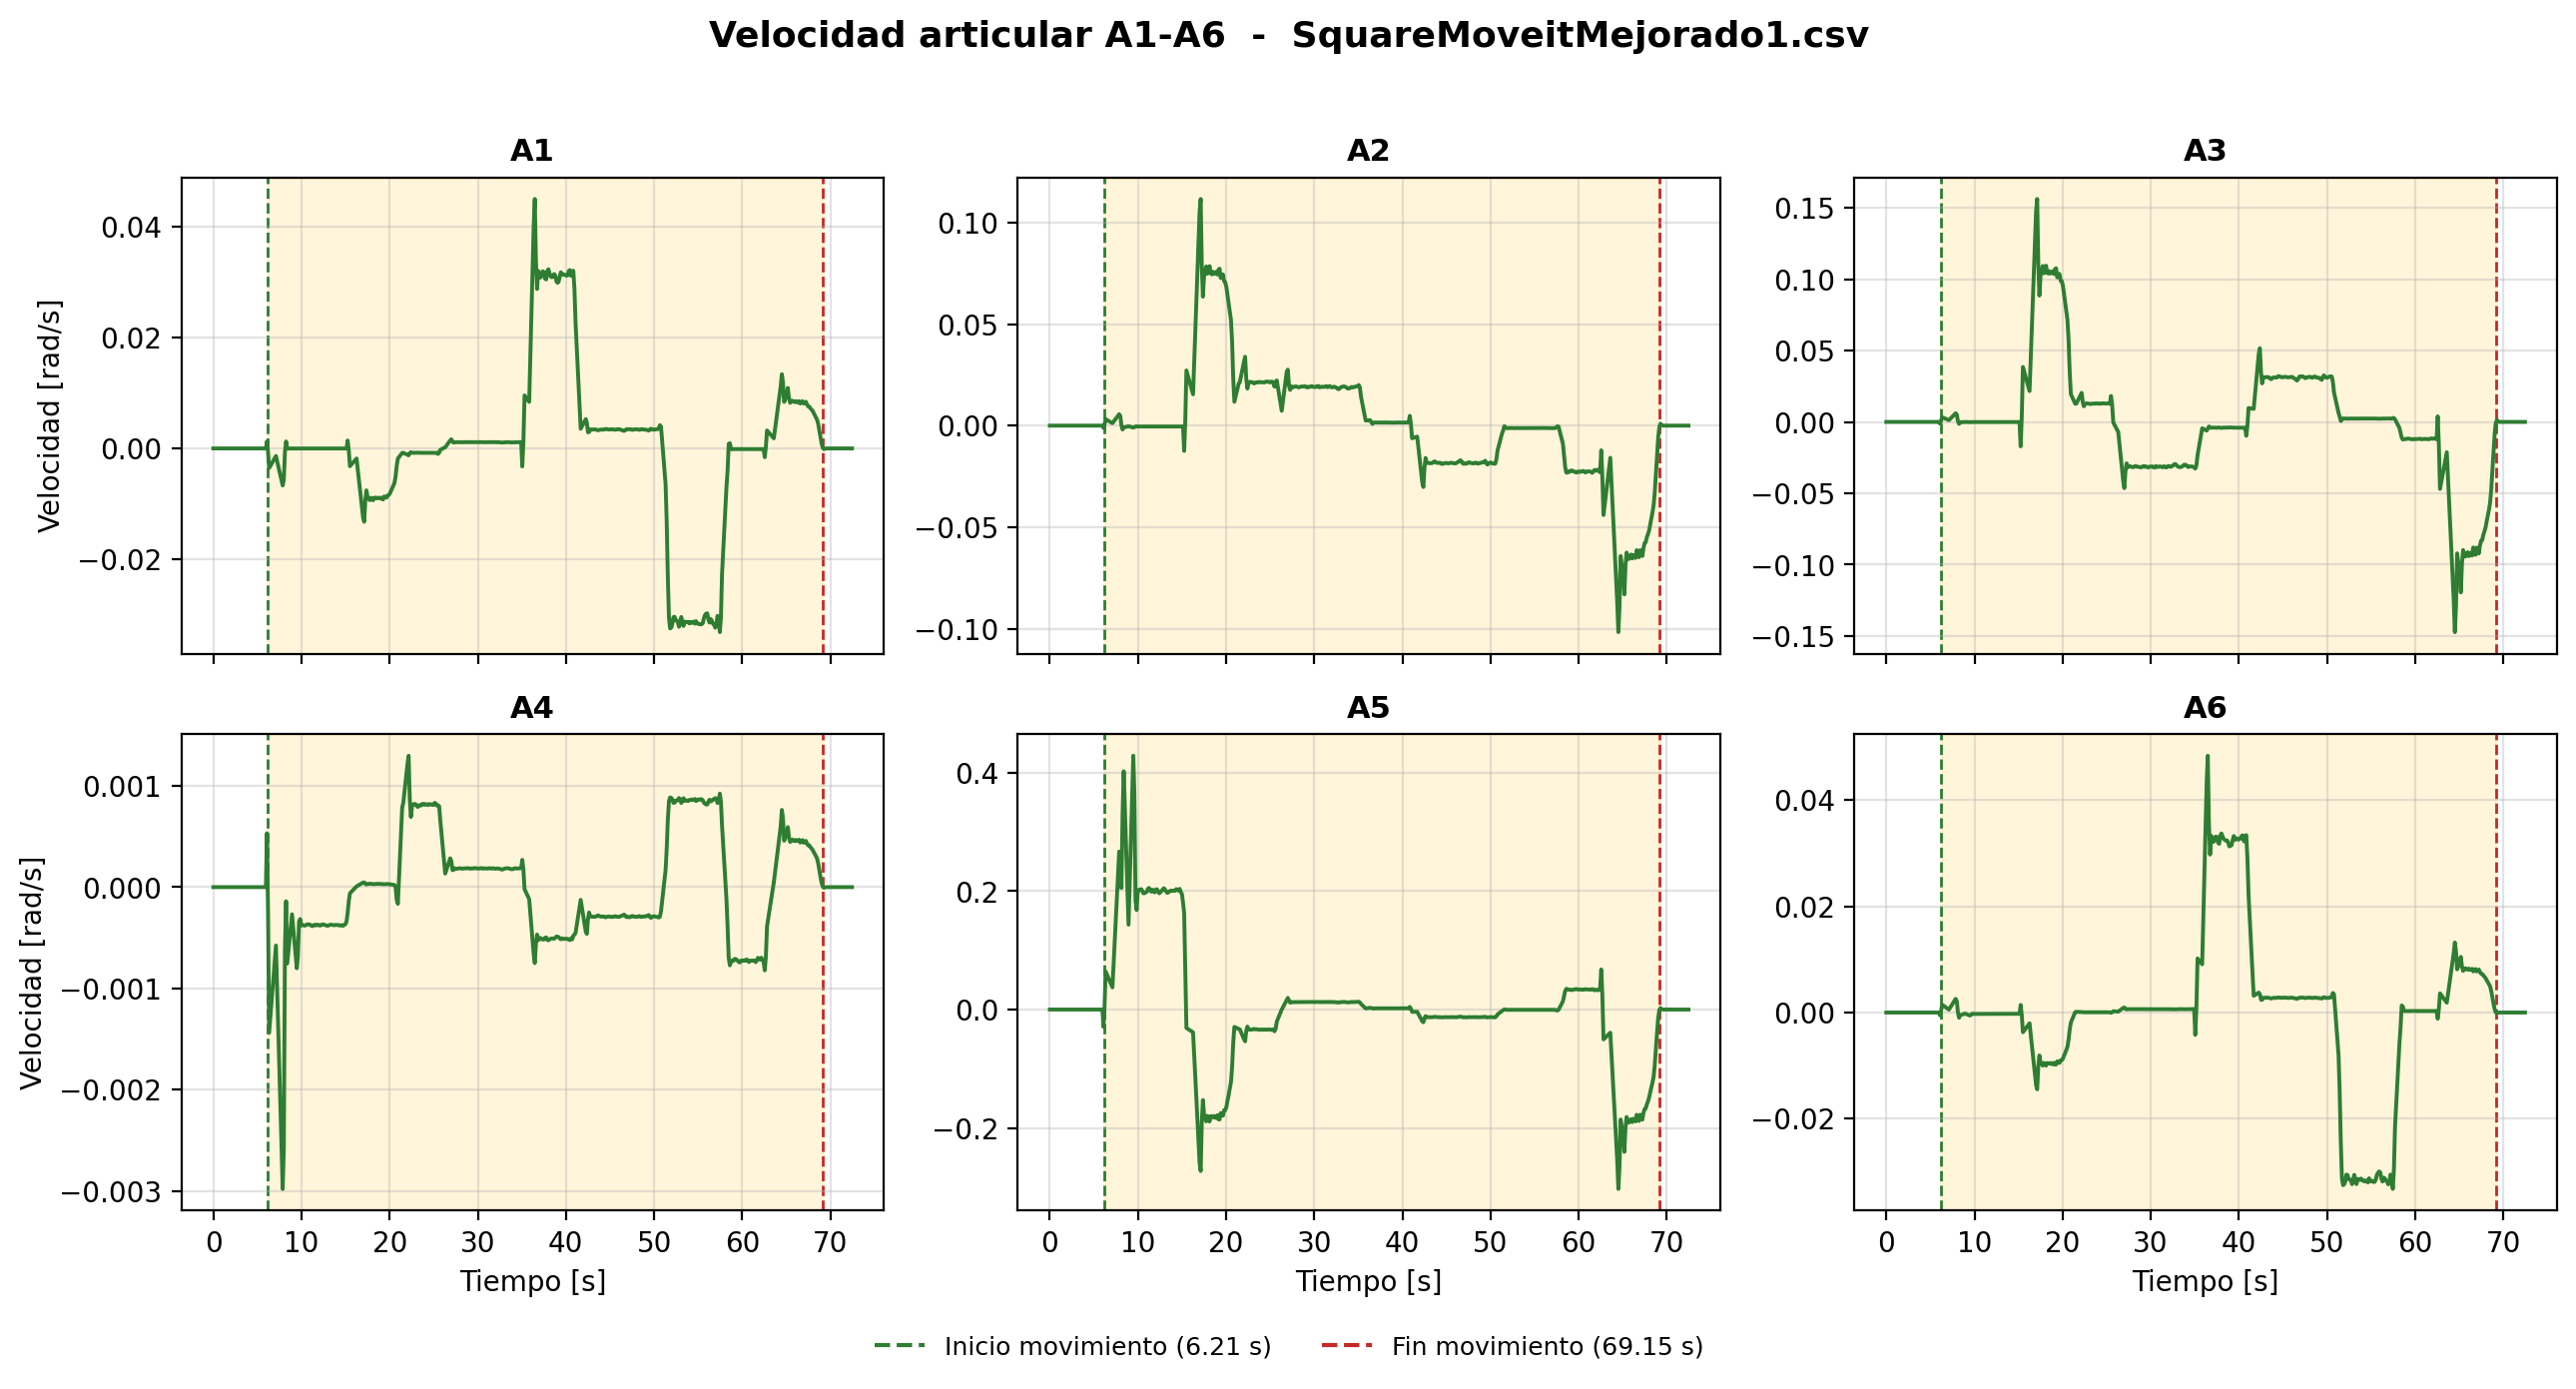 Velocidad articular A1-A6 - SquareMoveitMejorado1.csv
A1
A2
A3
Velocidad [rad/s]
0.04
0.02
0.00
−0.02
0.10
0.05
0.00
−0.05
−0.10
0.15
0.10
0.05
0.00
−0.05
−0.10
−0.15
A4
A5
A6
Velocidad [rad/s]
0.001
0.000
−0.001
−0.002
−0.003
0.4
0.2
0.0
−0.2
0.04
0.02
0.00
−0.02
0 10 20 30 40 50 60 70
0 10 20 30 40 50 60 70
0 10 20 30 40 50 60 70
Tiempo [s]
Tiempo [s]
Tiempo [s]
Inicio movimiento (6.21 s)
Fin movimiento (69.15 s)